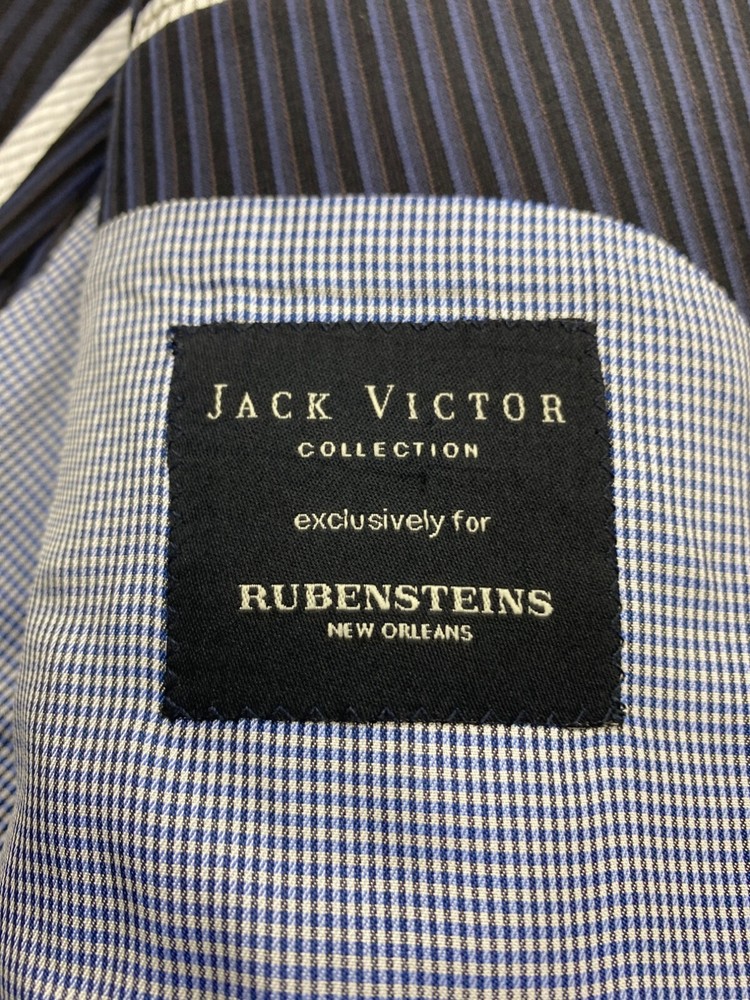 JACK VICTOR
COLLECTION
exclusively for
RUBENSTEINS
NEW ORLEANS